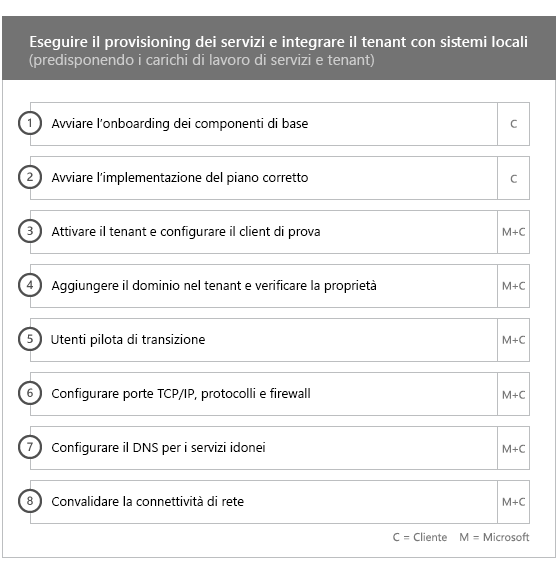 Eseguire il provisioning dei servizi e integrare il tenant con sistemi locali
(predisponendo i carichi di lavoro di servizi e tenant)
1 Avviare l'onboarding dei componenti di base C
2 Avviare l'implementazione del piano corretto C
3 Attivare il tenant e configurare il client di prova M+C
4 Aggiungere il dominio nel tenant e verificare la proprietà M+C
5 Utenti pilota di transizione M+C
6 Configurare porte TCP/IP, protocolli e firewall M+C
7 Configurare il DNS per i servizi idonei M+C
8 Convalidare la connettività di rete M+C
C = Cliente M = Microsoft